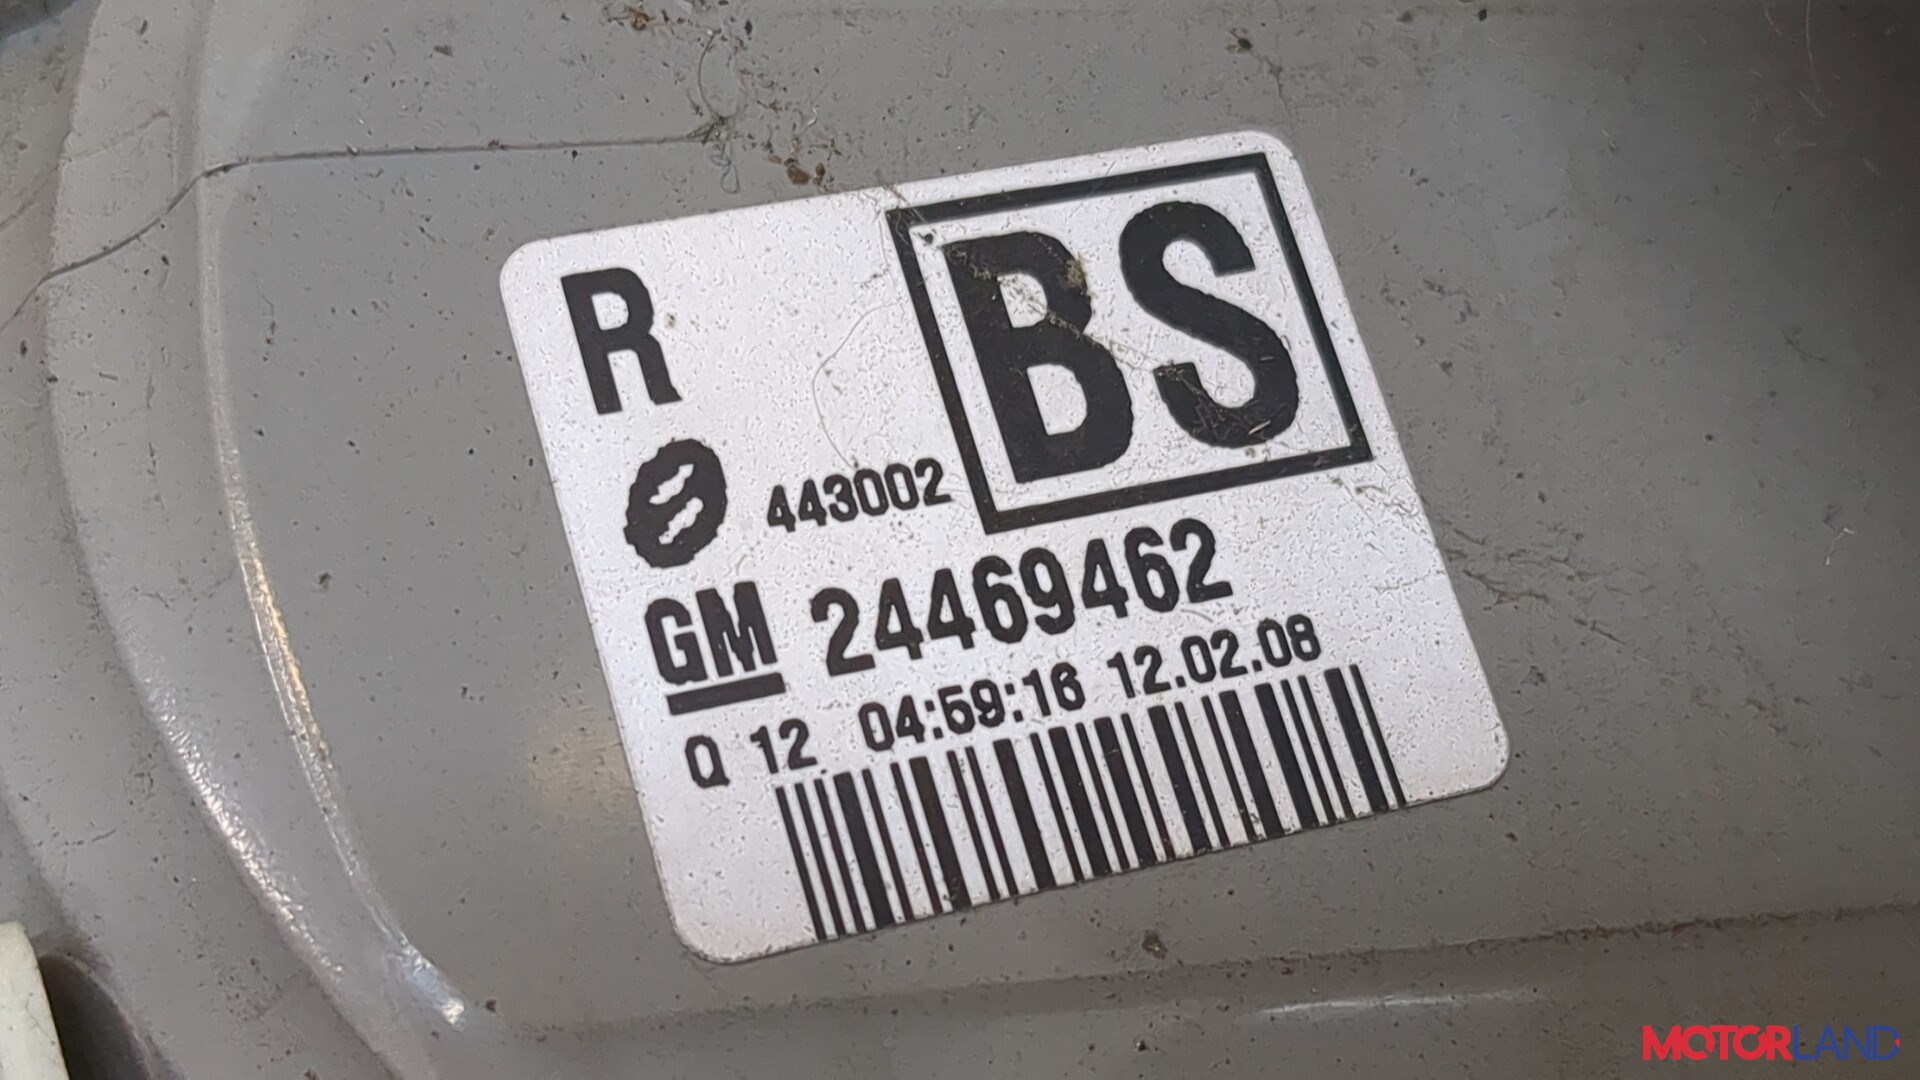 R
BS
443002
GM 24469462
Q 12 04:59:16 12.02.08
MOTORLAND